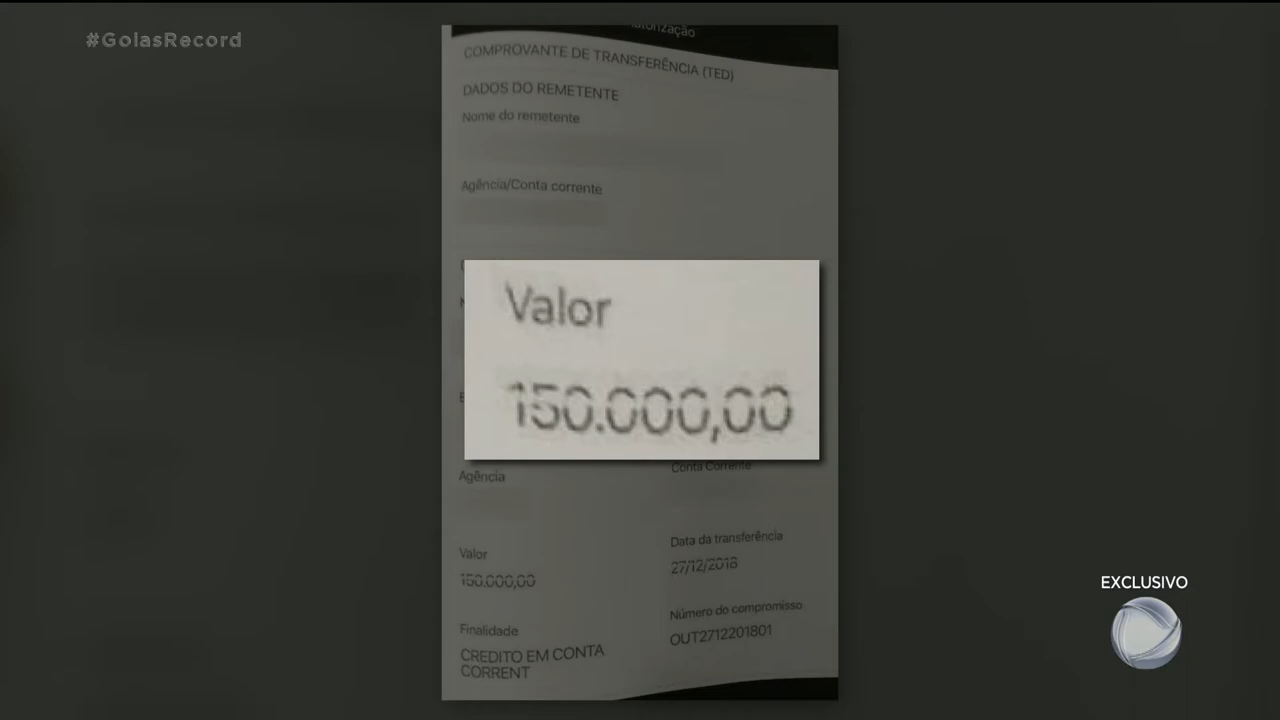 #GoiasRecord
COMPROVANTE DE TRANSFERÊNCIA (TED)
DADOS DO REMETENTE
Nome do remetente
Agência/Conta corrente
Valor
150.000,00
Agência
Conta Corrente
Valor
150.000,00
Data da transferência
27/12/2018
Finalidade
CREDITO EM CONTA
CORRENT
Número do compromisso
OUT2712201801
EXCLUSIVO